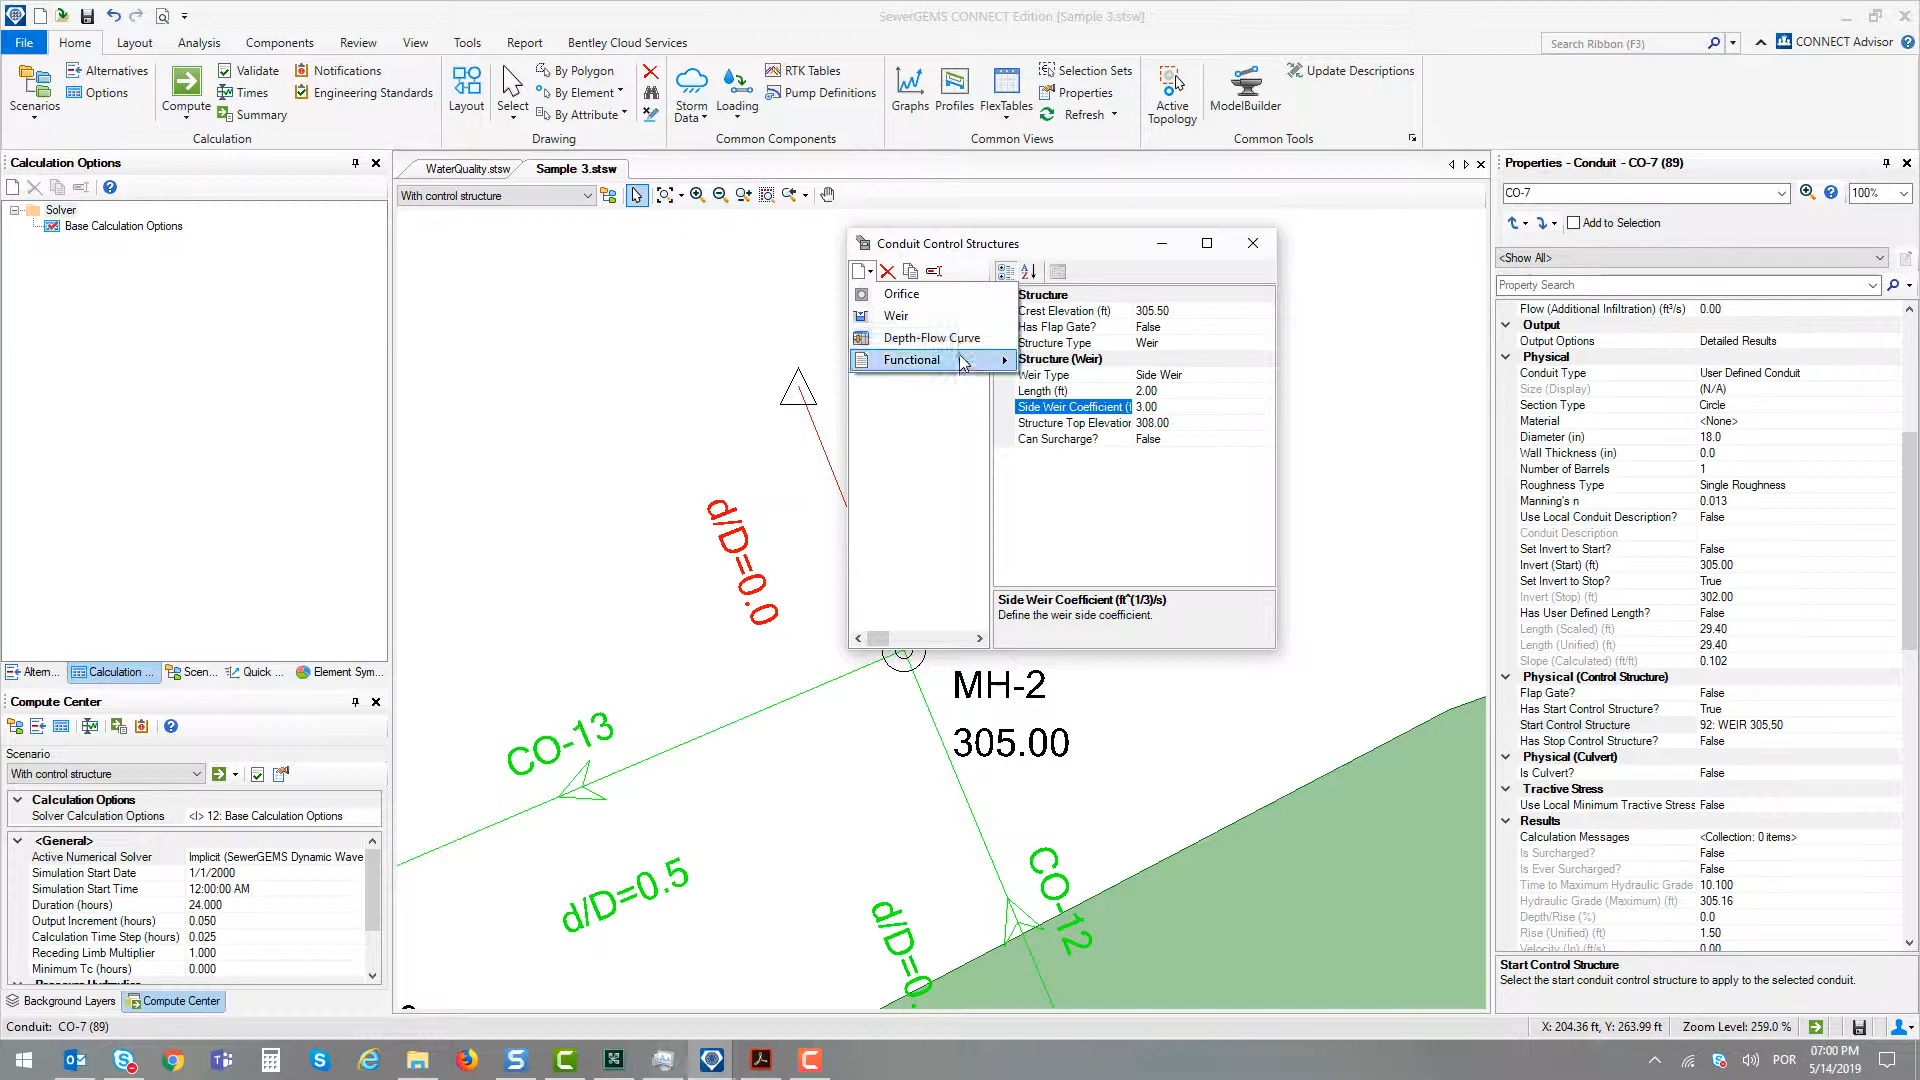 SewerGEMS CONNECT Edition [Sample 3.stsw]
File Home Layout Analysis Components Review View Tools Report Bentley Cloud Services Search Ribbon (F3) CONNECT Advisor
Scenarios Alternatives Options Compute Validate Times Summary Notifications Engineering Standards
Calculation
Layout Select By Polygon By Element By Attribute
Drawing
Storm Data Loading RTK Tables Pump Definitions
Common Components
Graphs Profiles FlexTables Selection Sets Properties Refresh
Common Views
Active Topology ModelBuilder Update Descriptions
Common Tools
Calculation Options
Solver
Base Calculation Options
Altern... Calculation ... Scen... Quick ... Element Sym...
Compute Center
Scenario
With control structure
Calculation Options
Solver Calculation Options <I> 12: Base Calculation Options
<General>
Active Numerical Solver Implicit (SewerGEMS Dynamic Wave
Simulation Start Date 1/1/2000
Simulation Start Time 12:00:00 AM
Duration (hours) 24.000
Output Increment (hours) 0.050
Calculation Time Step (hours) 0.025
Receding Limb Multiplier 1.000
Minimum Tc (hours) 0.000
Background Layers Compute Center
WaterQuality.stsw Sample 3.stsw
With control structure
Conduit Control Structures
Orifice
Weir
Depth-Flow Curve
Functional
Structure
Crest Elevation (ft) 305.50
Has Flap Gate? False
Structure Type Weir
Structure (Weir)
Weir Type Side Weir
Length (ft) 2.00
Side Weir Coefficient (f 3.00
Structure Top Elevation 308.00
Can Surcharge? False
Side Weir Coefficient (ft^(1/3)/s)
Define the weir side coefficient.
d/D=0.0
MH-2
305.00
CO-13
d/D=0.5
CO-12
d/D=0.
Properties - Conduit - CO-7 (89)
CO-7 100%
Add to Selection
<Show All>
Property Search
Flow (Additional Infiltration) (ft³/s) 0.00
Output
Output Options Detailed Results
Physical
Conduit Type User Defined Conduit
Size (Display) (N/A)
Section Type Circle
Material <None>
Diameter (in) 18.0
Wall Thickness (in) 0.0
Number of Barrels 1
Roughness Type Single Roughness
Manning's n 0.013
Use Local Conduit Description? False
Conduit Description
Set Invert to Start? False
Invert (Start) (ft) 305.00
Set Invert to Stop? True
Invert (Stop) (ft) 302.00
Has User Defined Length? False
Length (Scaled) (ft) 29.40
Length (Unified) (ft) 29.40
Slope (Calculated) (ft/ft) 0.102
Physical (Control Structure)
Flap Gate? False
Has Start Control Structure? True
Start Control Structure 92: WEIR 305,50
Has Stop Control Structure? False
Physical (Culvert)
Is Culvert? False
Tractive Stress
Use Local Minimum Tractive Stress False
Results
Calculation Messages <Collection: 0 items>
Is Surcharged? False
Is Ever Surcharged? False
Time to Maximum Hydraulic Grade 10.100
Hydraulic Grade (Maximum) (ft) 305.16
Depth/Rise (%) 0.0
Rise (Unified) (ft) 1.50
Velocity (In) (ft/s) 0.00
Start Control Structure
Select the start conduit control structure to apply to the selected conduit.
Conduit: CO-7 (89) X: 204.36 ft, Y: 263.99 ft Zoom Level: 259.0 %
POR 07:00 PM
5/14/2019